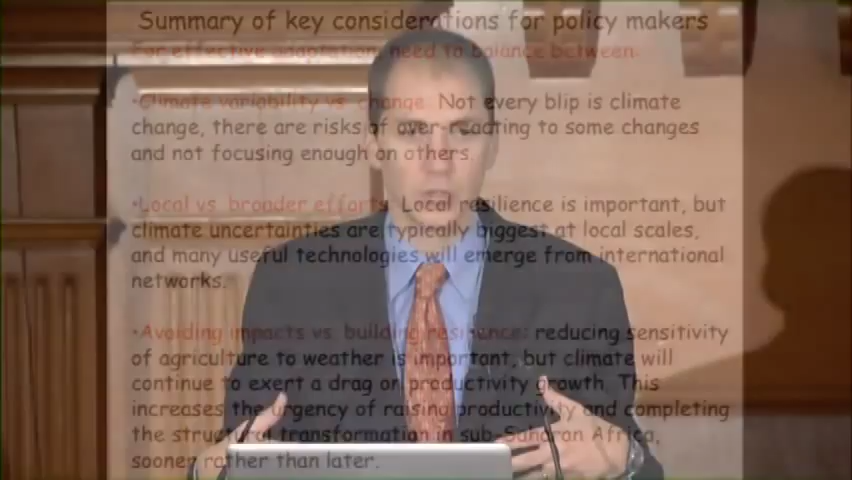 Summary of key considerations for policy makers
For effective adaptation, need to balance between:
•Climate variability vs. change. Not every blip is climate
change, there are risks of over-reacting to some changes
and not focusing enough on others.
•Local vs. broader efforts. Local resilience is important, but
climate uncertainties are typically biggest at local scales,
and many useful technologies will emerge from international
networks.
•Avoiding impacts vs. building resilience: reducing sensitivity
of agriculture to weather is important, but climate will
continue to exert a drag on productivity growth. This
increases the urgency of raising productivity and completing
the structural transformation in sub-Saharan Africa,
sooner rather than later.